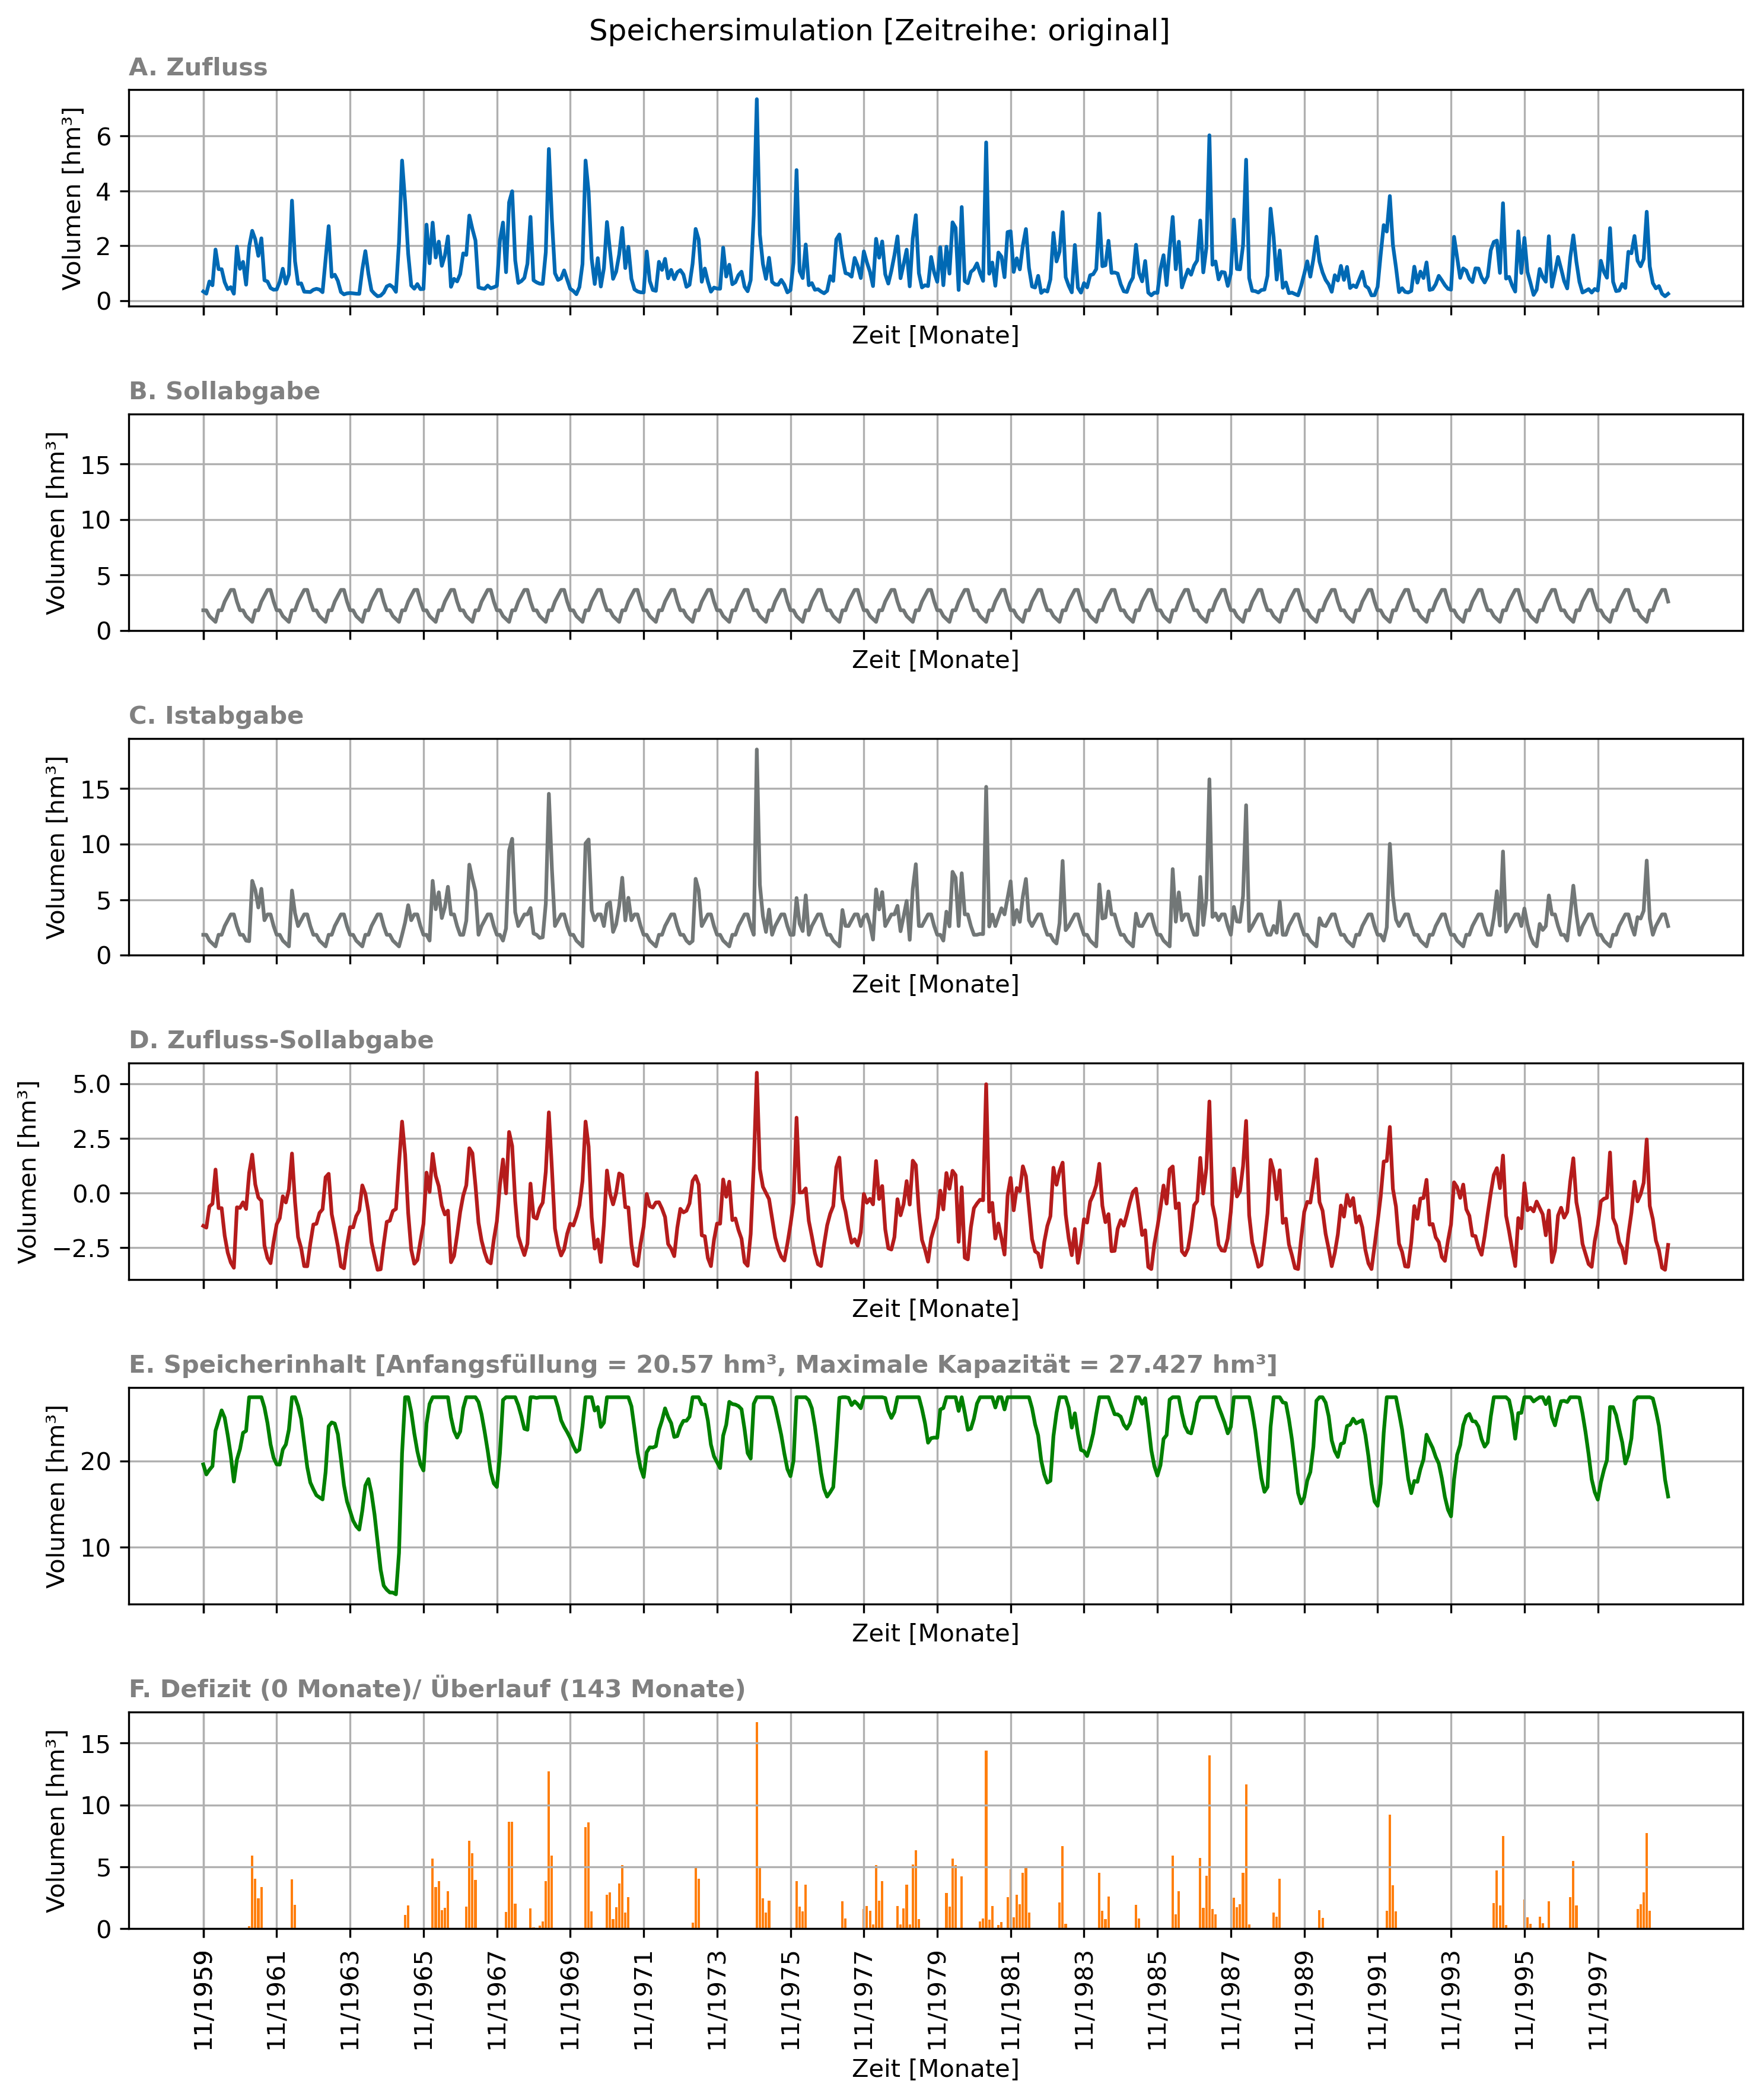 Speichersimulation [Zeitreihe: original]
A. Zufluss
Volumen [hm³]
6
4
2
0
Zeit [Monate]
B. Sollabgabe
Volumen [hm³]
15
10
5
0
Zeit [Monate]
C. Istabgabe
Volumen [hm³]
15
10
5
0
Zeit [Monate]
D. Zufluss-Sollabgabe
Volumen [hm³]
5.0
2.5
0.0
−2.5
Zeit [Monate]
E. Speicherinhalt [Anfangsfüllung = 20.57 hm³, Maximale Kapazität = 27.427 hm³]
Volumen [hm³]
20
10
Zeit [Monate]
F. Defizit (0 Monate)/ Überlauf (143 Monate)
Volumen [hm³]
15
10
5
0
11/1959
11/1961
11/1963
11/1965
11/1967
11/1969
11/1971
11/1973
11/1975
11/1977
11/1979
11/1981
11/1983
11/1985
11/1987
11/1989
11/1991
11/1993
11/1995
11/1997
Zeit [Monate]